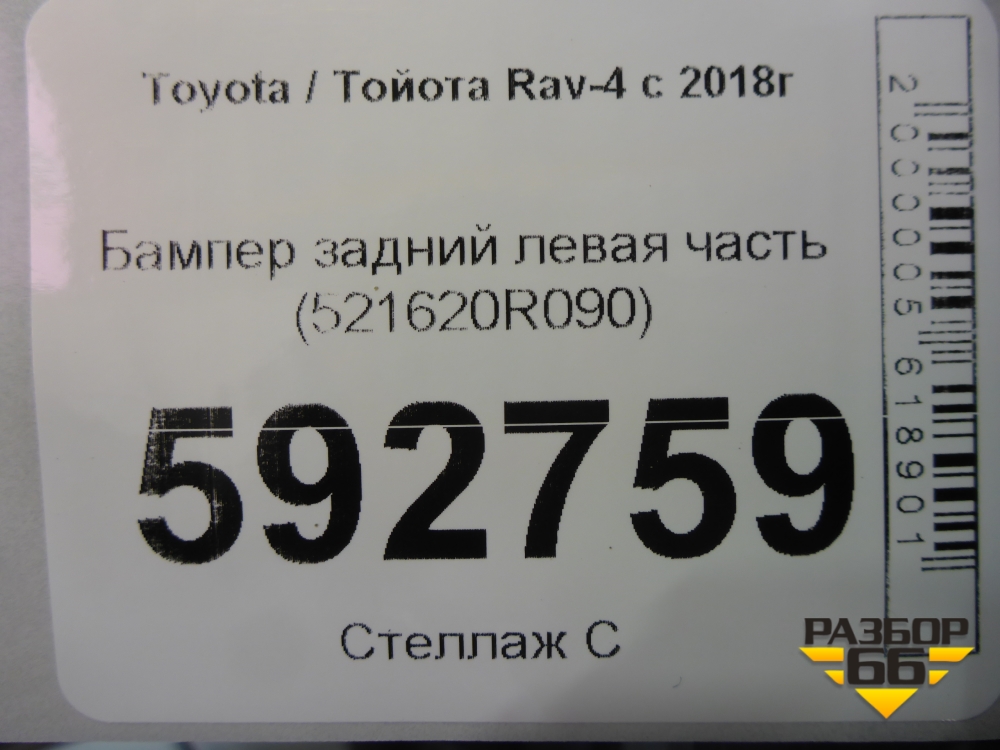 Toyota / Тойота Rav-4 с 2018г
Бампер задний левая часть
(521620R090)
592759
Стеллаж С
2000005618901
РАЗБОР
66